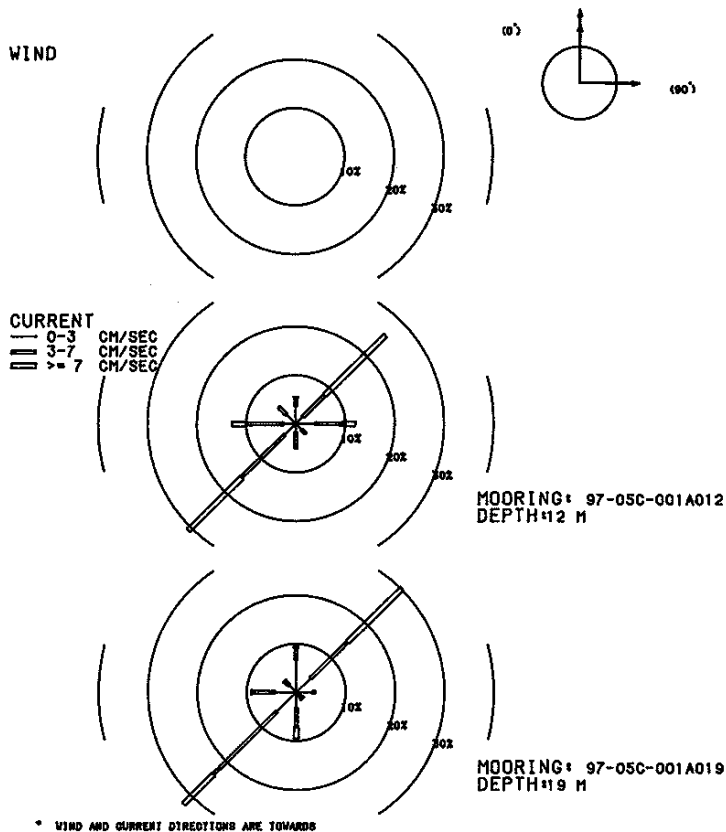 WIND
(0°)
(90°)
10%
20%
30%
CURRENT
0-3 CM/SEC
3-7 CM/SEC
>= 7 CM/SEC
10%
20%
30%
MOORING: 97-05C-001A012
DEPTH:12 M
10%
20%
30%
MOORING: 97-05C-001A019
DEPTH:19 M
* WIND AND CURRENT DIRECTIONS ARE TOWARDS